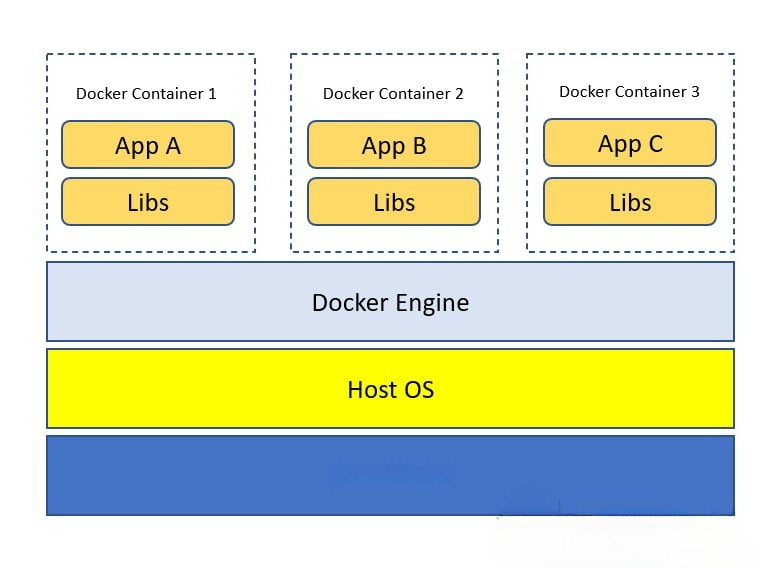 Docker Container 1
Docker Container 2
Docker Container 3
App A
App B
App C
Libs
Libs
Libs
Docker Engine
Host OS